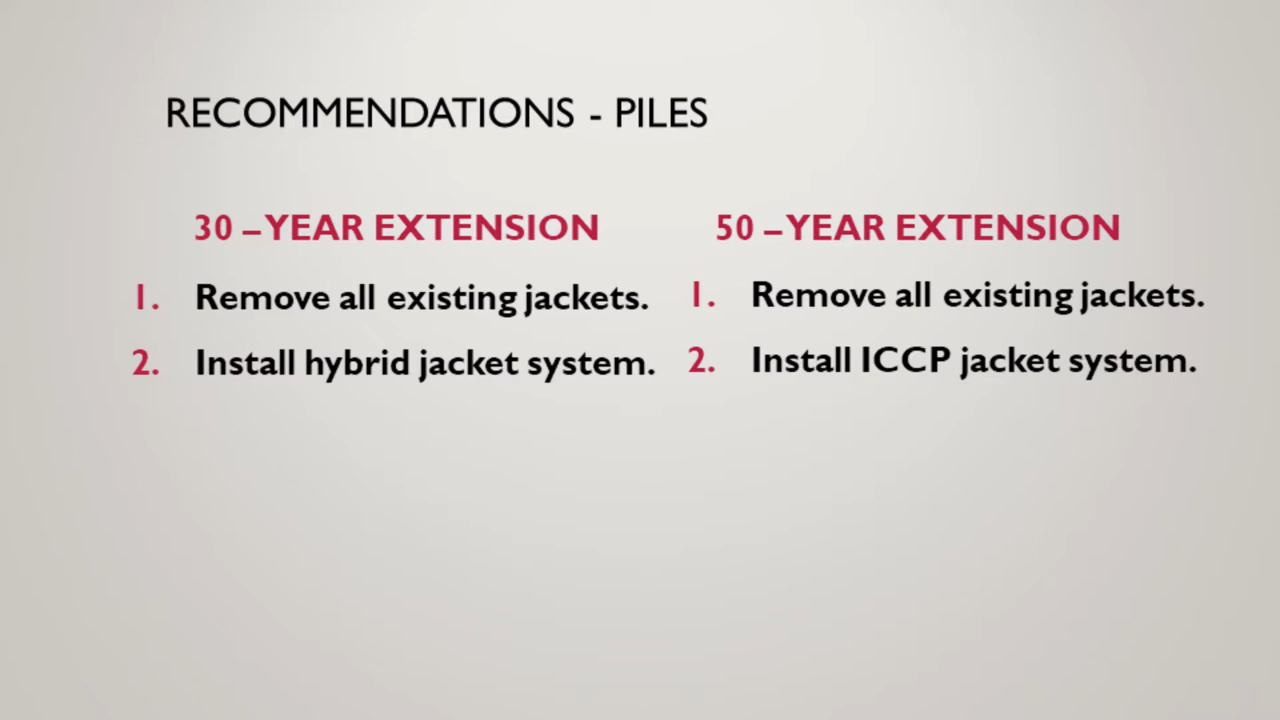 RECOMMENDATIONS - PILES
30 –YEAR EXTENSION
1. Remove all existing jackets.
2. Install hybrid jacket system.
50 –YEAR EXTENSION
1. Remove all existing jackets.
2. Install ICCP jacket system.